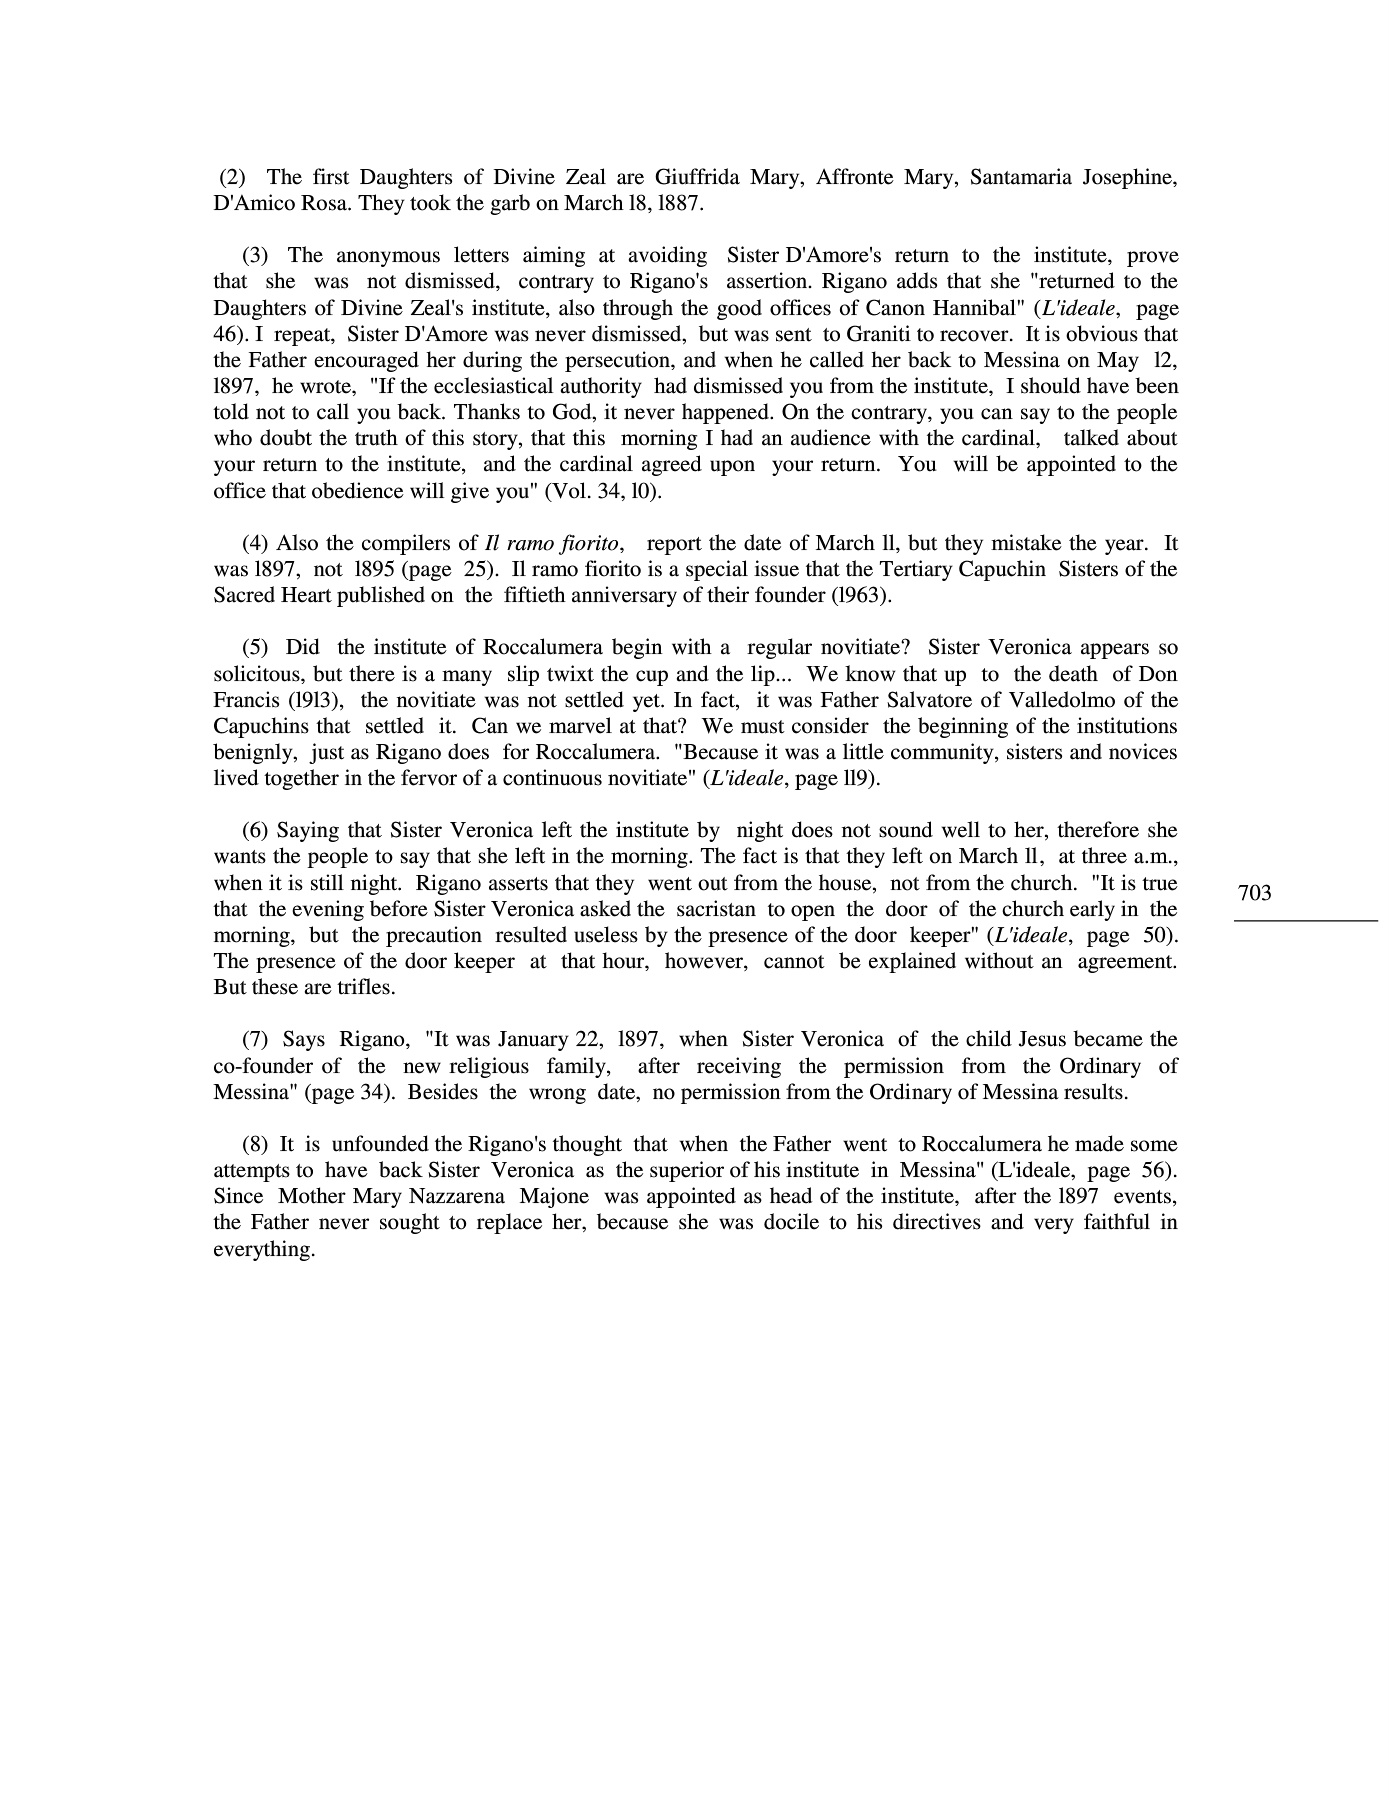 (2) The first Daughters of Divine Zeal are Giuffrida Mary, Affronte Mary, Santamaria Josephine,
D'Amico Rosa. They took the garb on March l8, l887.
(3) The anonymous letters aiming at avoiding Sister D'Amore's return to the institute, prove
that she was not dismissed, contrary to Rigano's assertion. Rigano adds that she "returned to the
Daughters of Divine Zeal's institute, also through the good offices of Canon Hannibal" (L'ideale, page
46). I repeat, Sister D'Amore was never dismissed, but was sent to Graniti to recover. It is obvious that
the Father encouraged her during the persecution, and when he called her back to Messina on May l2,
l897, he wrote, "If the ecclesiastical authority had dismissed you from the institute, I should have been
told not to call you back. Thanks to God, it never happened. On the contrary, you can say to the people
who doubt the truth of this story, that this morning I had an audience with the cardinal, talked about
your return to the institute, and the cardinal agreed upon your return. You will be appointed to the
office that obedience will give you" (Vol. 34, l0).
(4) Also the compilers of Il ramo fiorito, report the date of March ll, but they mistake the year. It
was l897, not l895 (page 25). Il ramo fiorito is a special issue that the Tertiary Capuchin Sisters of the
Sacred Heart published on the fiftieth anniversary of their founder (l963).
(5) Did the institute of Roccalumera begin with a regular novitiate? Sister Veronica appears so
solicitous, but there is a many slip twixt the cup and the lip... We know that up to the death of Don
Francis (l9l3), the novitiate was not settled yet. In fact, it was Father Salvatore of Valledolmo of the
Capuchins that settled it. Can we marvel at that? We must consider the beginning of the institutions
benignly, just as Rigano does for Roccalumera. "Because it was a little community, sisters and novices
lived together in the fervor of a continuous novitiate" (L'ideale, page ll9).
(6) Saying that Sister Veronica left the institute by night does not sound well to her, therefore she
wants the people to say that she left in the morning. The fact is that they left on March ll, at three a.m.,
when it is still night. Rigano asserts that they went out from the house, not from the church. "It is true
that the evening before Sister Veronica asked the sacristan to open the door of the church early in the
morning, but the precaution resulted useless by the presence of the door keeper" (L'ideale, page 50).
The presence of the door keeper at that hour, however, cannot be explained without an agreement.
But these are trifles.
703
(7) Says Rigano, "It was January 22, l897, when Sister Veronica of the child Jesus became the
co-founder of the new religious family, after receiving the permission from the Ordinary of
Messina" (page 34). Besides the wrong date, no permission from the Ordinary of Messina results.
(8) It is unfounded the Rigano's thought that when the Father went to Roccalumera he made some
attempts to have back Sister Veronica as the superior of his institute in Messina" (L'ideale, page 56).
Since Mother Mary Nazzarena Majone was appointed as head of the institute, after the l897 events,
the Father never sought to replace her, because she was docile to his directives and very faithful in
everything.